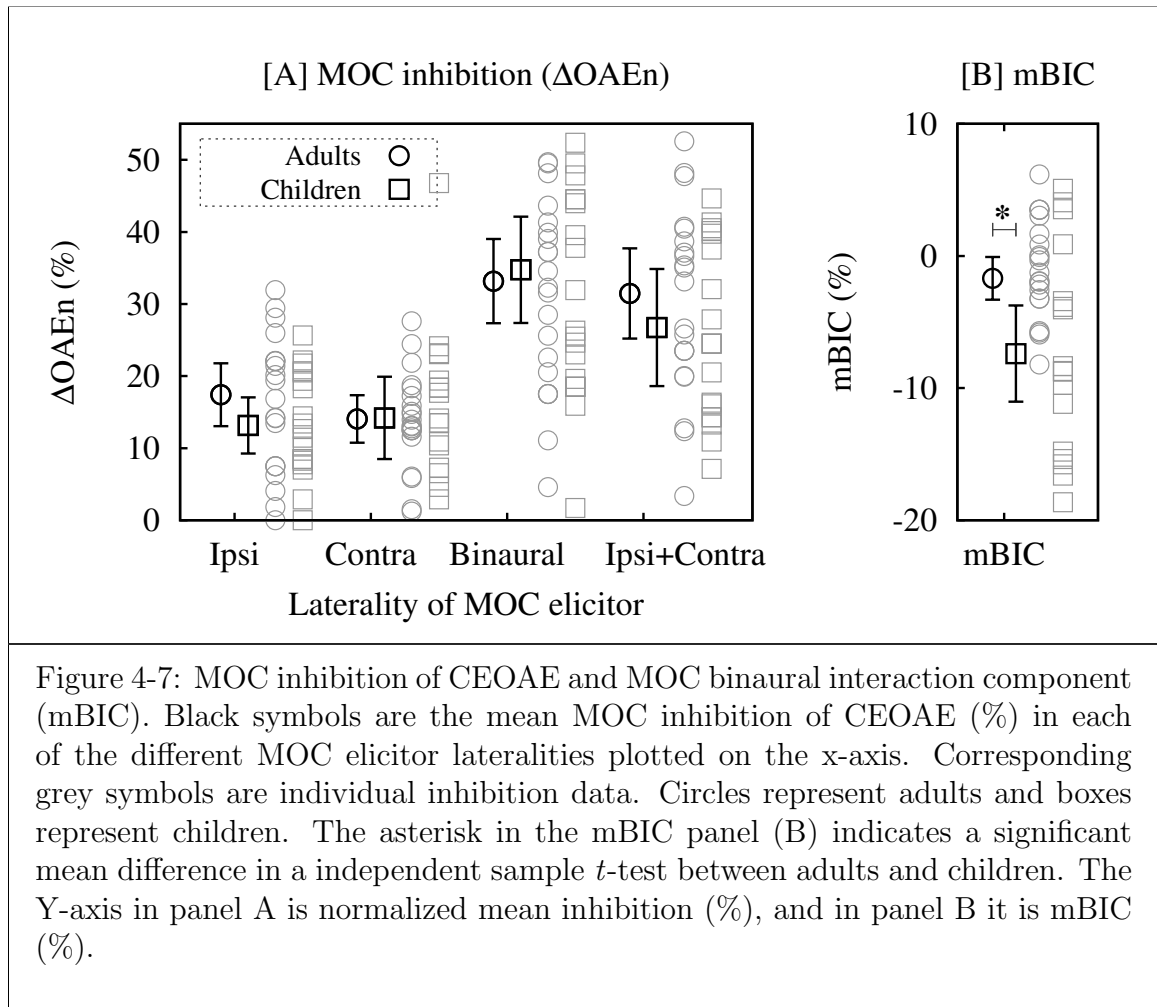 [A] MOC inhibition (ΔOAEn)
[B] mBIC
Adults
Children
ΔOAEn (%)
50
40
30
20
10
0
Ipsi
Contra
Binaural
Ipsi+Contra
Laterality of MOC elicitor
mBIC (%)
10
0
-10
-20
*
mBIC
Figure 4-7: MOC inhibition of CEOAE and MOC binaural interaction component
(mBIC). Black symbols are the mean MOC inhibition of CEOAE (%) in each
of the different MOC elicitor lateralities plotted on the x-axis. Corresponding
grey symbols are individual inhibition data. Circles represent adults and boxes
represent children. The asterisk in the mBIC panel (B) indicates a significant
mean difference in a independent sample t-test between adults and children. The
Y-axis in panel A is normalized mean inhibition (%), and in panel B it is mBIC
(%).